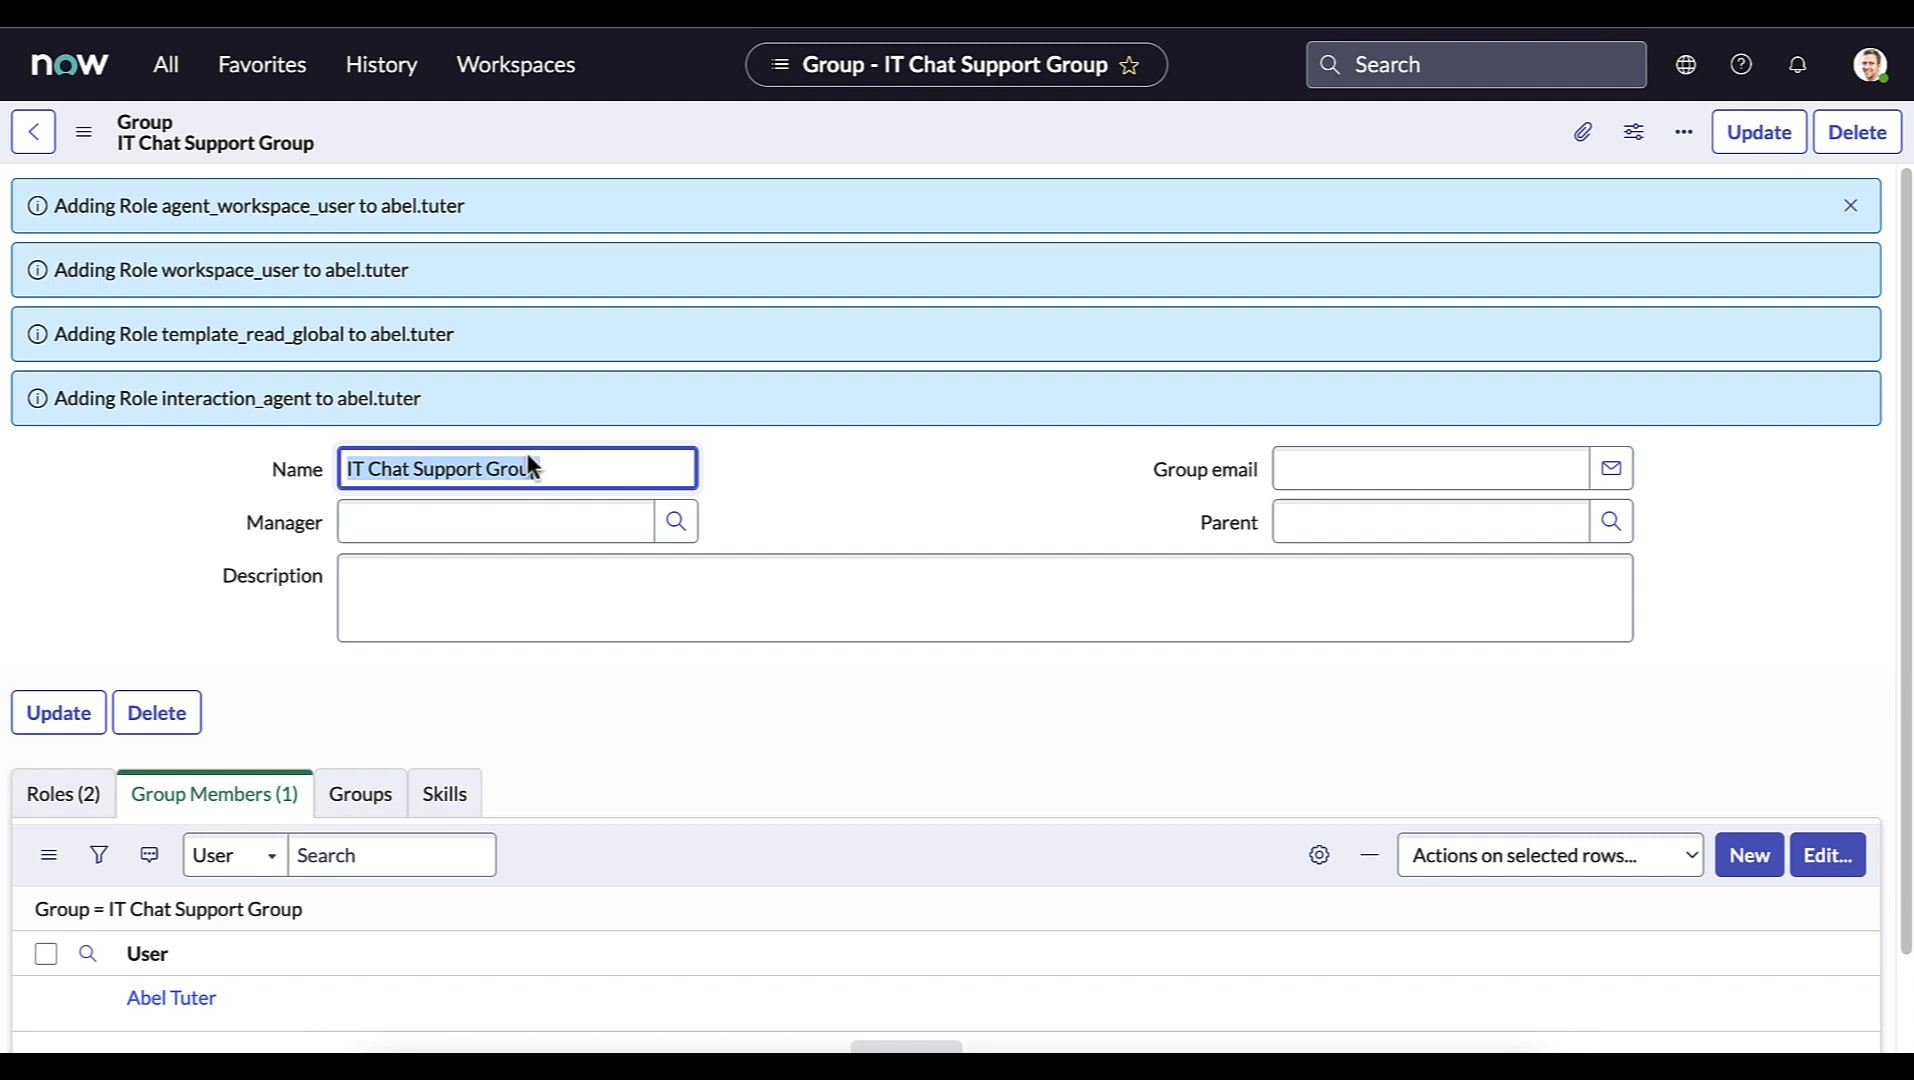 now All Favorites History Workspaces Group - IT Chat Support Group Search
Group
IT Chat Support Group
Update Delete
Adding Role agent_workspace_user to abel.tuter
Adding Role workspace_user to abel.tuter
Adding Role template_read_global to abel.tuter
Adding Role interaction_agent to abel.tuter
Name IT Chat Support Group Group email
Manager Parent
Description
Update Delete
Roles (2) Group Members (1) Groups Skills
User Search Actions on selected rows... New Edit...
Group = IT Chat Support Group
User
Abel Tuter